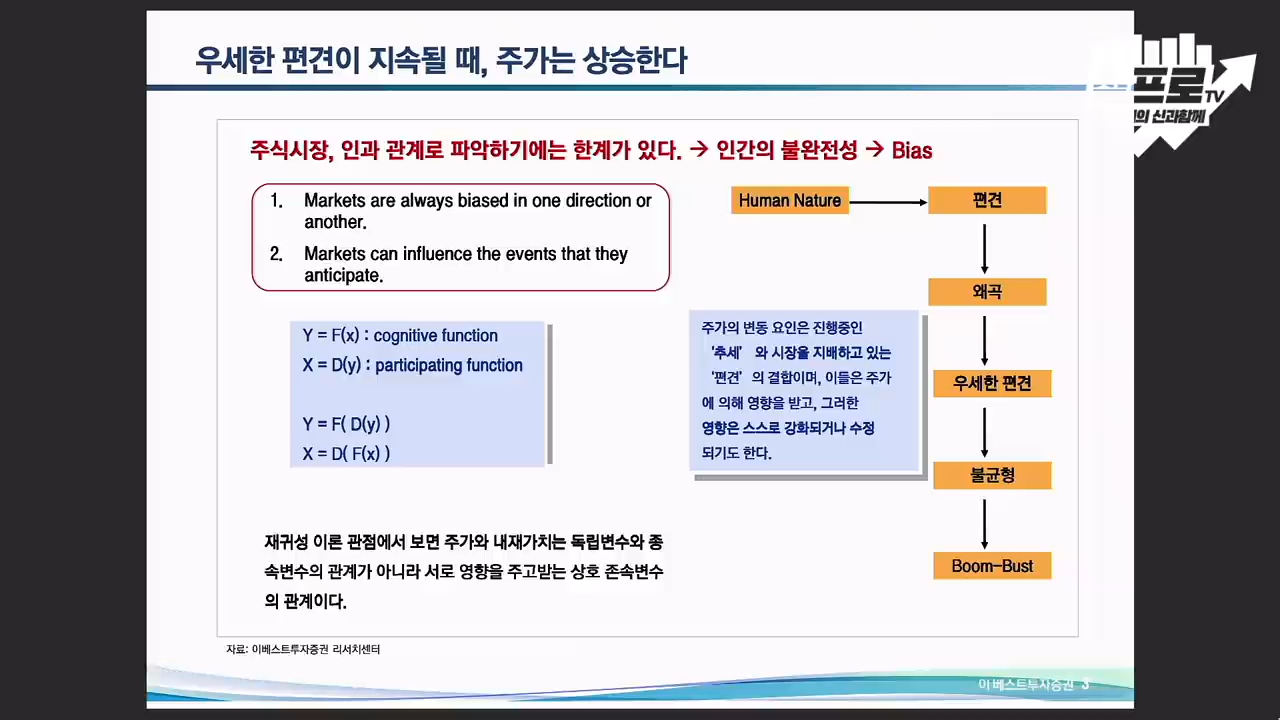 우세한 편견이 지속될 때, 주가는 상승한다
프로TV
의 신과함께
주식시장, 인과 관계로 파악하기에는 한계가 있다. → 인간의 불완전성 → Bias
1. Markets are always biased in one direction or
another.
2. Markets can influence the events that they
anticipate.
Human Nature
편견
왜곡
우세한 편견
불균형
Boom-Bust
Y = F(x) : cognitive function
X = D(y) : participating function
Y = F( D(y) )
X = D( F(x) )
주가의 변동 요인은 진행중인
‘추세’ 와 시장을 지배하고 있는
‘편견’의 결합이며, 이들은 주가
에 의해 영향을 받고, 그러한
영향은 스스로 강화되거나 수정
되기도 한다.
재귀성 이론 관점에서 보면 주가와 내재가치는 독립변수와 종
속변수의 관계가 아니라 서로 영향을 주고받는 상호 존속변수
의 관계이다.
자료: 이베스트투자증권 리서치센터
이베스트투자증권 3